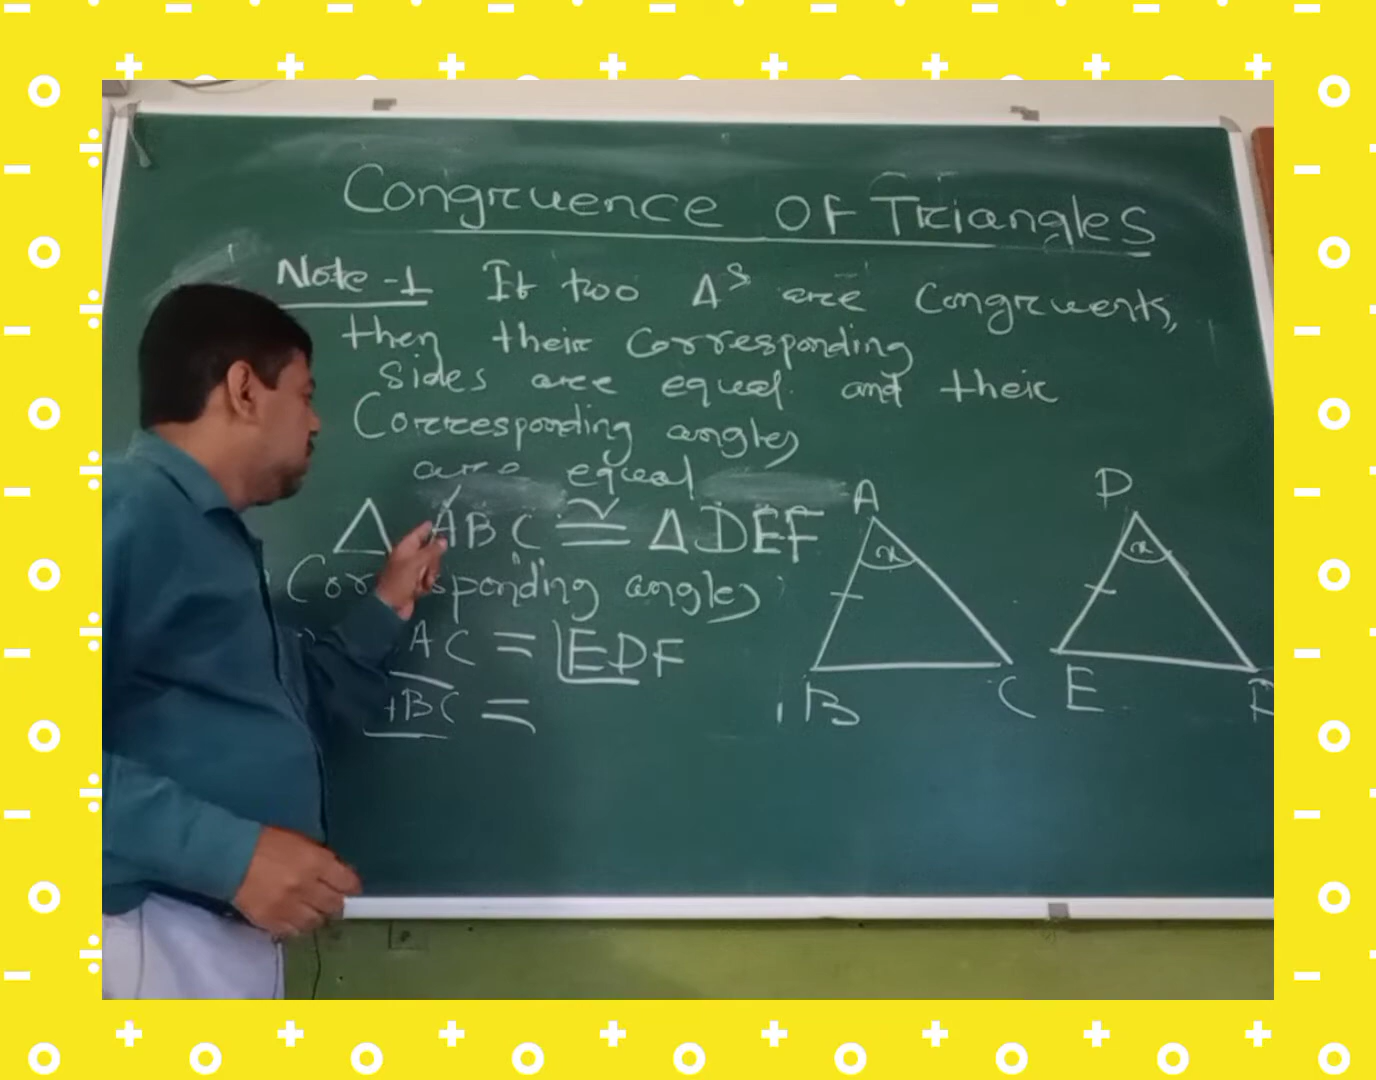 Congruence OF Triangles
Note-1 If two Δs are Congruents,
then their Corresponding
Sides are equal. and their
Corresponding angles
are equal
Δ ABC ≅ Δ DEF
angles
AC = ∠EDF
BC =
A
x
B
C
D
x
E